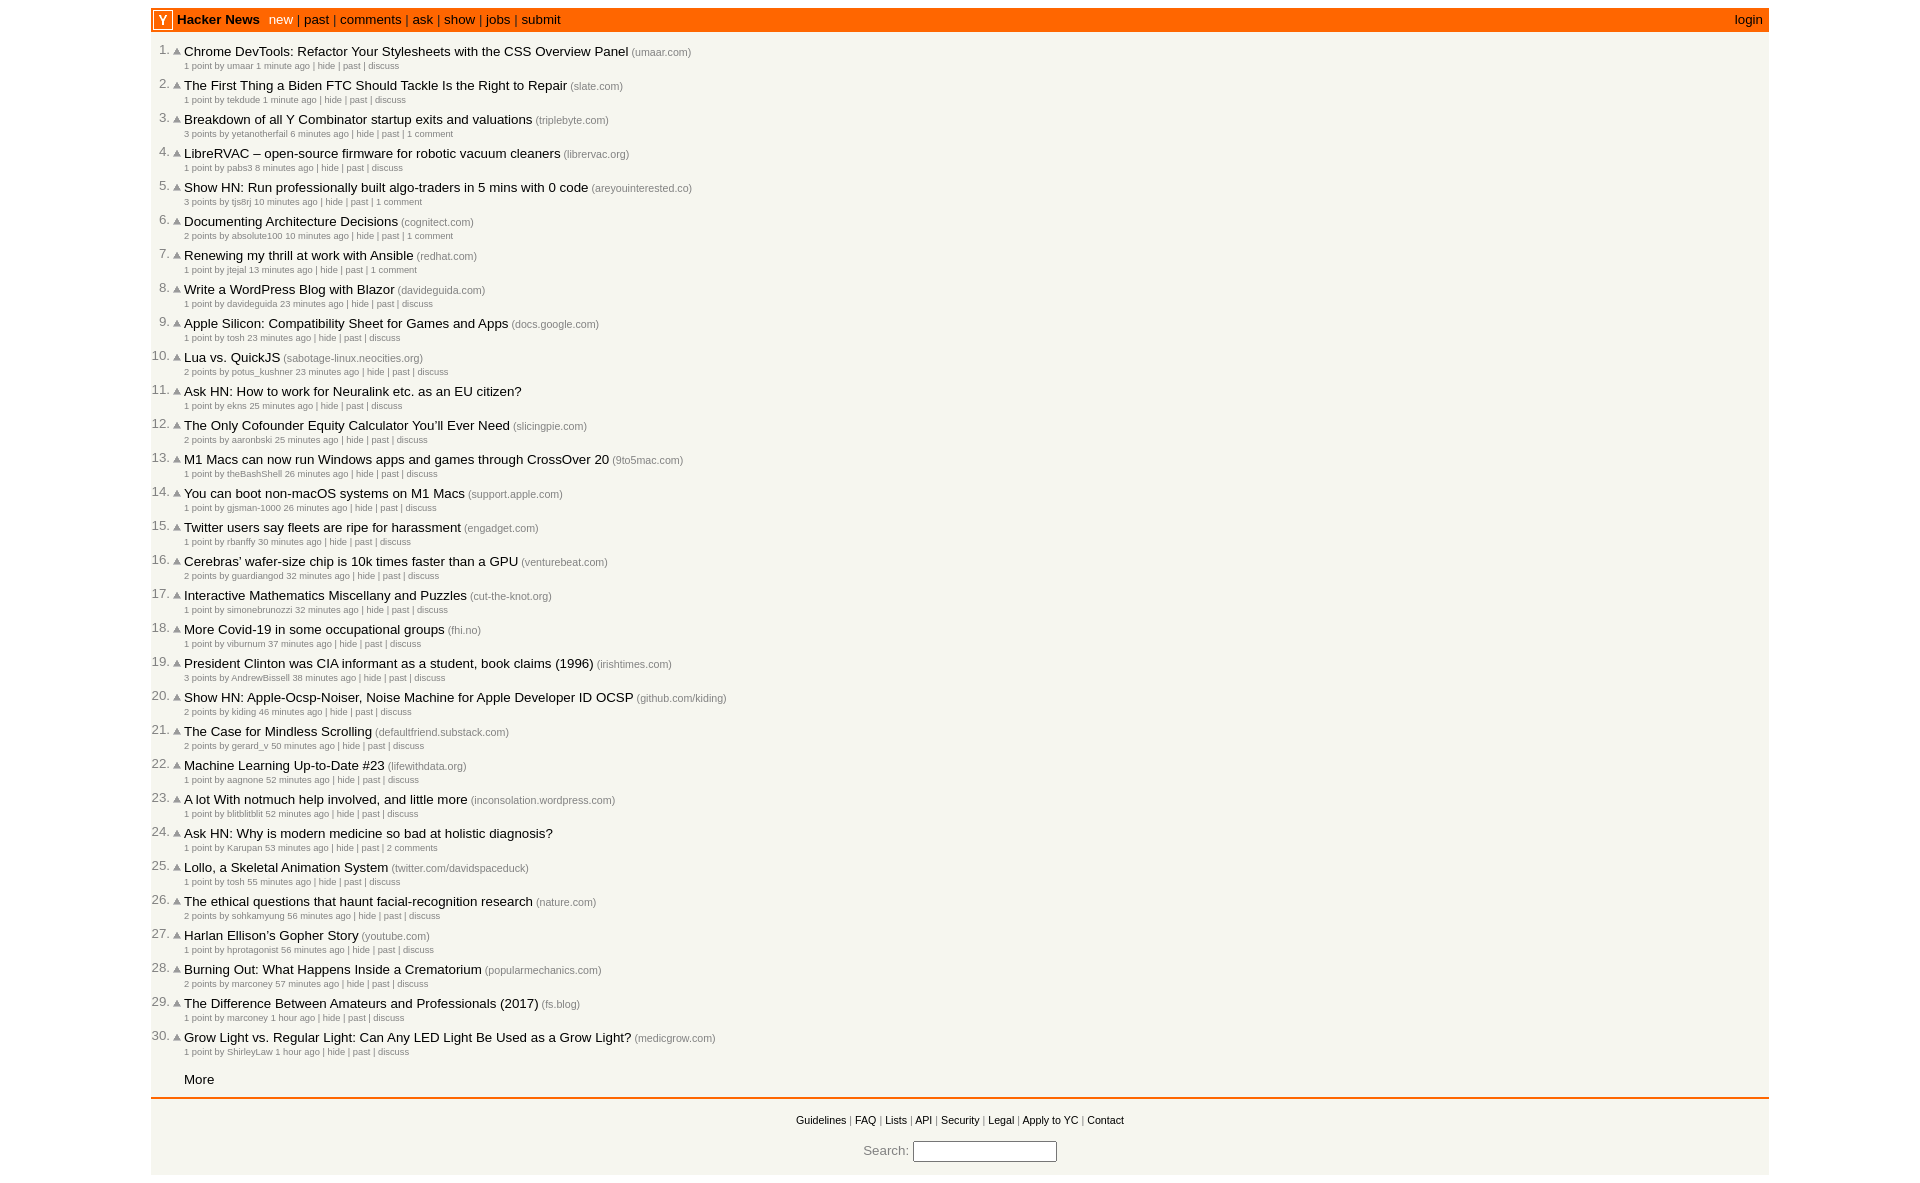 Y Hacker News new | past | comments | ask | show | jobs | submit login
1. Chrome DevTools: Refactor Your Stylesheets with the CSS Overview Panel (umaar.com)
1 point by umaar 1 minute ago | hide | past | discuss
2. The First Thing a Biden FTC Should Tackle Is the Right to Repair (slate.com)
1 point by tekdude 1 minute ago | hide | past | discuss
3. Breakdown of all Y Combinator startup exits and valuations (triplebyte.com)
3 points by yetanotherfail 6 minutes ago | hide | past | 1 comment
4. LibreRVAC – open-source firmware for robotic vacuum cleaners (librervac.org)
1 point by pabs3 8 minutes ago | hide | past | discuss
5. Show HN: Run professionally built algo-traders in 5 mins with 0 code (areyouinterested.co)
3 points by tjs8rj 10 minutes ago | hide | past | 1 comment
6. Documenting Architecture Decisions (cognitect.com)
2 points by absolute100 10 minutes ago | hide | past | 1 comment
7. Renewing my thrill at work with Ansible (redhat.com)
1 point by jtejal 13 minutes ago | hide | past | 1 comment
8. Write a WordPress Blog with Blazor (davideguida.com)
1 point by davideguida 23 minutes ago | hide | past | discuss
9. Apple Silicon: Compatibility Sheet for Games and Apps (docs.google.com)
1 point by tosh 23 minutes ago | hide | past | discuss
10. Lua vs. QuickJS (sabotage-linux.neocities.org)
2 points by potus_kushner 23 minutes ago | hide | past | discuss
11. Ask HN: How to work for Neuralink etc. as an EU citizen?
1 point by ekns 25 minutes ago | hide | past | discuss
12. The Only Cofounder Equity Calculator You’ll Ever Need (slicingpie.com)
2 points by aaronbski 25 minutes ago | hide | past | discuss
13. M1 Macs can now run Windows apps and games through CrossOver 20 (9to5mac.com)
1 point by theBashShell 26 minutes ago | hide | past | discuss
14. You can boot non-macOS systems on M1 Macs (support.apple.com)
1 point by gjsman-1000 26 minutes ago | hide | past | discuss
15. Twitter users say fleets are ripe for harassment (engadget.com)
1 point by rbanffy 30 minutes ago | hide | past | discuss
16. Cerebras’ wafer-size chip is 10k times faster than a GPU (venturebeat.com)
2 points by guardiangod 32 minutes ago | hide | past | discuss
17. Interactive Mathematics Miscellany and Puzzles (cut-the-knot.org)
1 point by simonebrunozzi 32 minutes ago | hide | past | discuss
18. More Covid-19 in some occupational groups (fhi.no)
1 point by viburnum 37 minutes ago | hide | past | discuss
19. President Clinton was CIA informant as a student, book claims (1996) (irishtimes.com)
3 points by AndrewBissell 38 minutes ago | hide | past | discuss
20. Show HN: Apple-Ocsp-Noiser, Noise Machine for Apple Developer ID OCSP (github.com/kiding)
2 points by kiding 46 minutes ago | hide | past | discuss
21. The Case for Mindless Scrolling (defaultfriend.substack.com)
2 points by gerard_v 50 minutes ago | hide | past | discuss
22. Machine Learning Up-to-Date #23 (lifewithdata.org)
1 point by aagnone 52 minutes ago | hide | past | discuss
23. A lot With notmuch help involved, and little more (inconsolation.wordpress.com)
1 point by blitblitblit 52 minutes ago | hide | past | discuss
24. Ask HN: Why is modern medicine so bad at holistic diagnosis?
1 point by Karupan 53 minutes ago | hide | past | 2 comments
25. Lollo, a Skeletal Animation System (twitter.com/davidspaceduck)
1 point by tosh 55 minutes ago | hide | past | discuss
26. The ethical questions that haunt facial-recognition research (nature.com)
2 points by sohkamyung 56 minutes ago | hide | past | discuss
27. Harlan Ellison’s Gopher Story (youtube.com)
1 point by hprotagonist 56 minutes ago | hide | past | discuss
28. Burning Out: What Happens Inside a Crematorium (popularmechanics.com)
2 points by marconey 57 minutes ago | hide | past | discuss
29. The Difference Between Amateurs and Professionals (2017) (fs.blog)
1 point by marconey 1 hour ago | hide | past | discuss
30. Grow Light vs. Regular Light: Can Any LED Light Be Used as a Grow Light? (medicgrow.com)
1 point by ShirleyLaw 1 hour ago | hide | past | discuss
More
Guidelines | FAQ | Lists | API | Security | Legal | Apply to YC | Contact
Search: